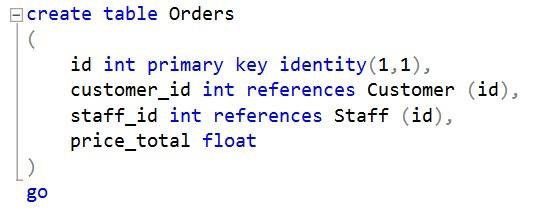 create table Orders
(
id int primary key identity(1,1),
customer_id int references Customer (id),
staff_id int references Staff (id),
price_total float
)
go